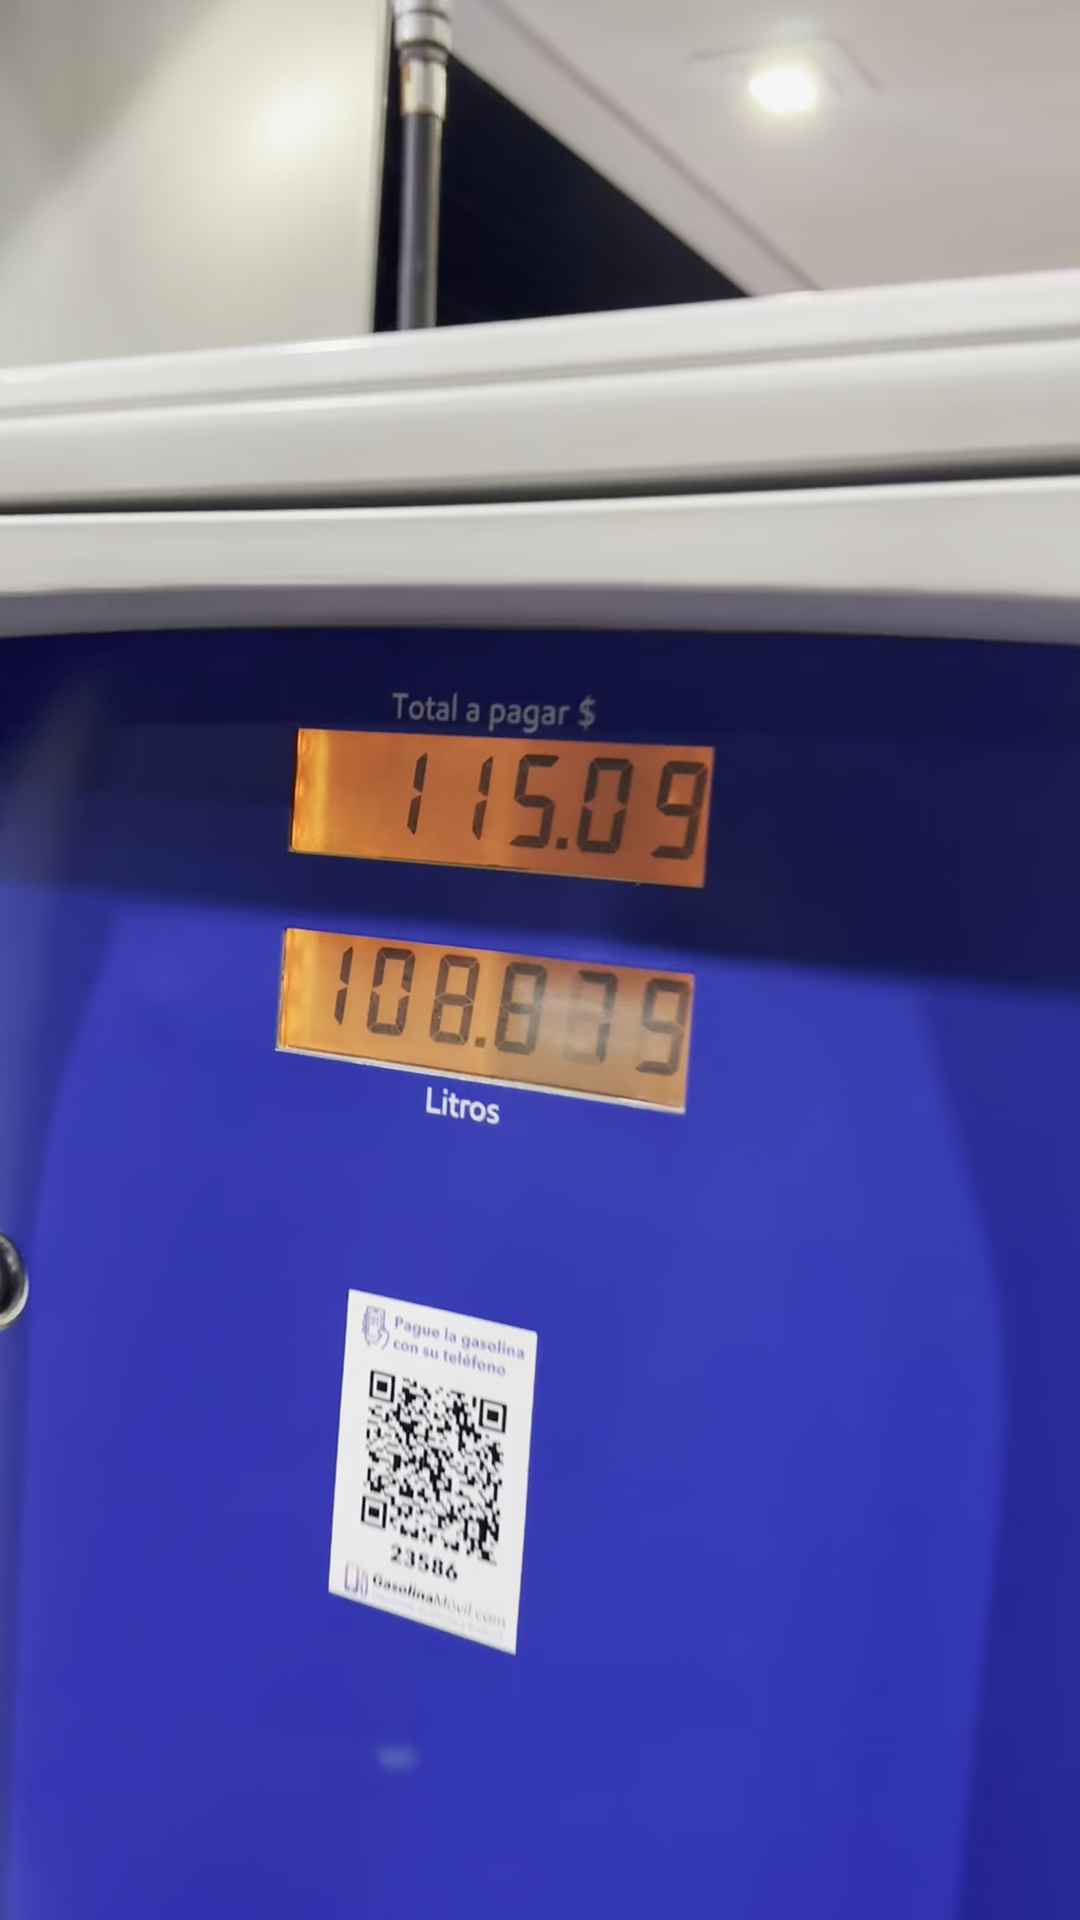 Total a pagar $
115.09
108.879
Litros
Pague la gasolina
con su teléfono
23586
GasolinaMóvil.com